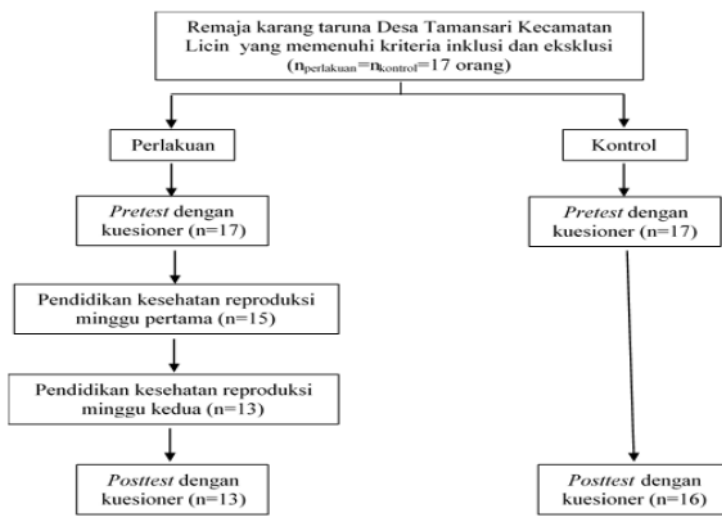 Remaja karang taruna Desa Tamansari Kecamatan
Licin yang memenuhi kriteria inklusi dan eksklusi
(nperlakuan=nkontrol=17 orang)
Perlakuan
Kontrol
Pretest dengan
kuesioner (n=17)
Pretest dengan
kuesioner (n=17)
Pendidikan kesehatan reproduksi
minggu pertama (n=15)
Pendidikan kesehatan reproduksi
minggu kedua (n=13)
Posttest dengan
kuesioner (n=13)
Posttest dengan
kuesioner (n=16)